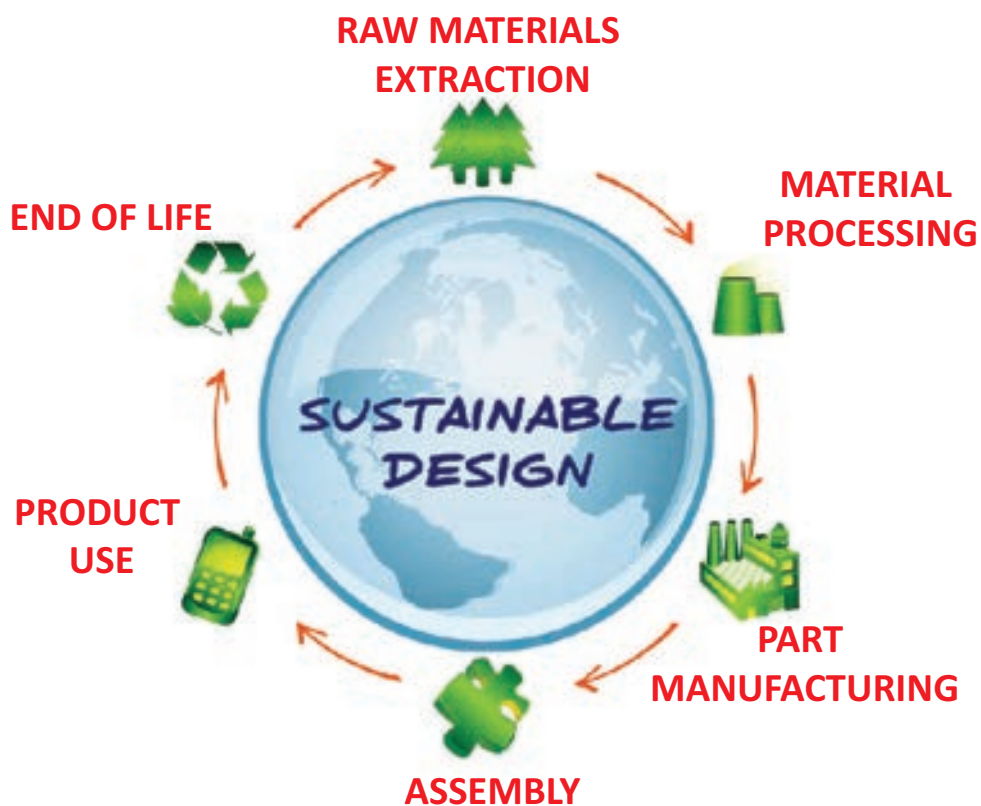 RAW MATERIALS
EXTRACTION
MATERIAL
PROCESSING
END OF LIFE
SUSTAINABLE
DESIGN
PRODUCT
USE
PART
MANUFACTURING
ASSEMBLY